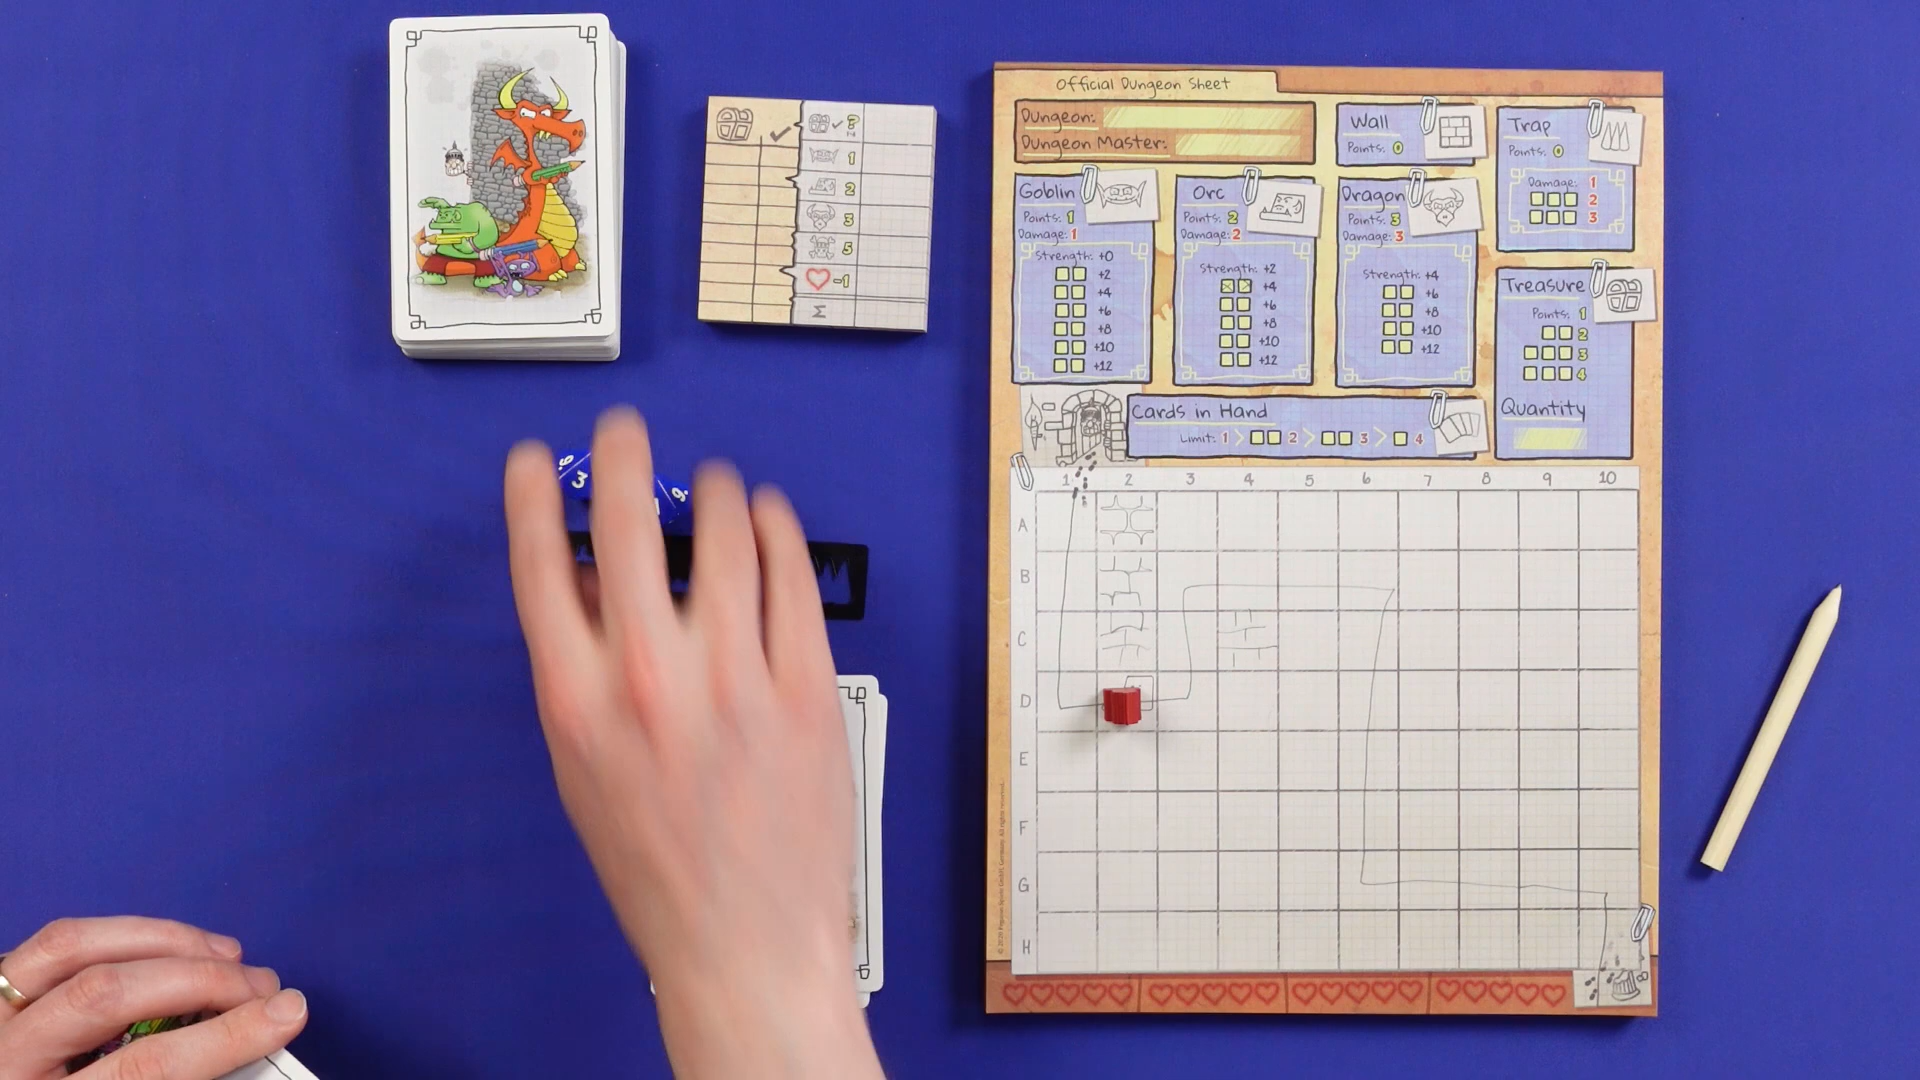 Official Dungeon Sheet
Dungeon:
Dungeon Master:
Wall
Points: 0
Trap
Points: 0
Damage: 1
2
3
Goblin
Points: 1
Damage: 1
Strength: +0
+2
+4
+6
+8
+10
+12
Orc
Points: 2
Damage: 2
Strength: +2
+4
+6
+8
+10
+12
Dragon
Points: 3
Damage: 3
Strength: +4
+6
+8
+10
+12
Treasure
Points: 1
2
3
4
Quantity
Cards in Hand
Limit: 1 > 2 > 3 > 4
1 2 3 4 5 6 7 8 9 10
A
B
C
D
E
F
G
H
?
1
2
3
5
-1
Σ
3
9.